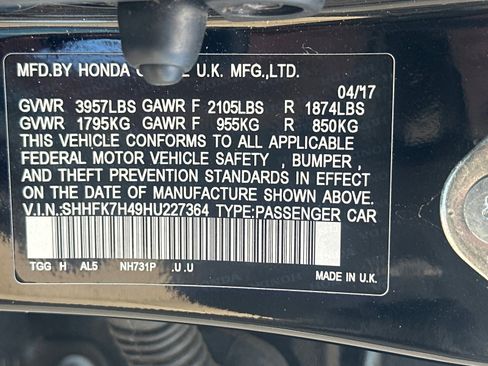 MFD.BY HONDA OF THE U.K. MFG.,LTD.
04/17
GVWR 3957LBS GAWR F 2105LBS R 1874LBS
GVWR 1795KG GAWR F 955KG R 850KG
THIS VEHICLE CONFORMS TO ALL APPLICABLE
FEDERAL MOTOR VEHICLE SAFETY , BUMPER ,
AND THEFT PREVENTION STANDARDS IN EFFECT
ON THE DATE OF MANUFACTURE SHOWN ABOVE.
V.I.N.:SHHFK7H49HU227364 TYPE:PASSENGER CAR
TGG H AL5 NH731P .U.U
MADE IN U.K.